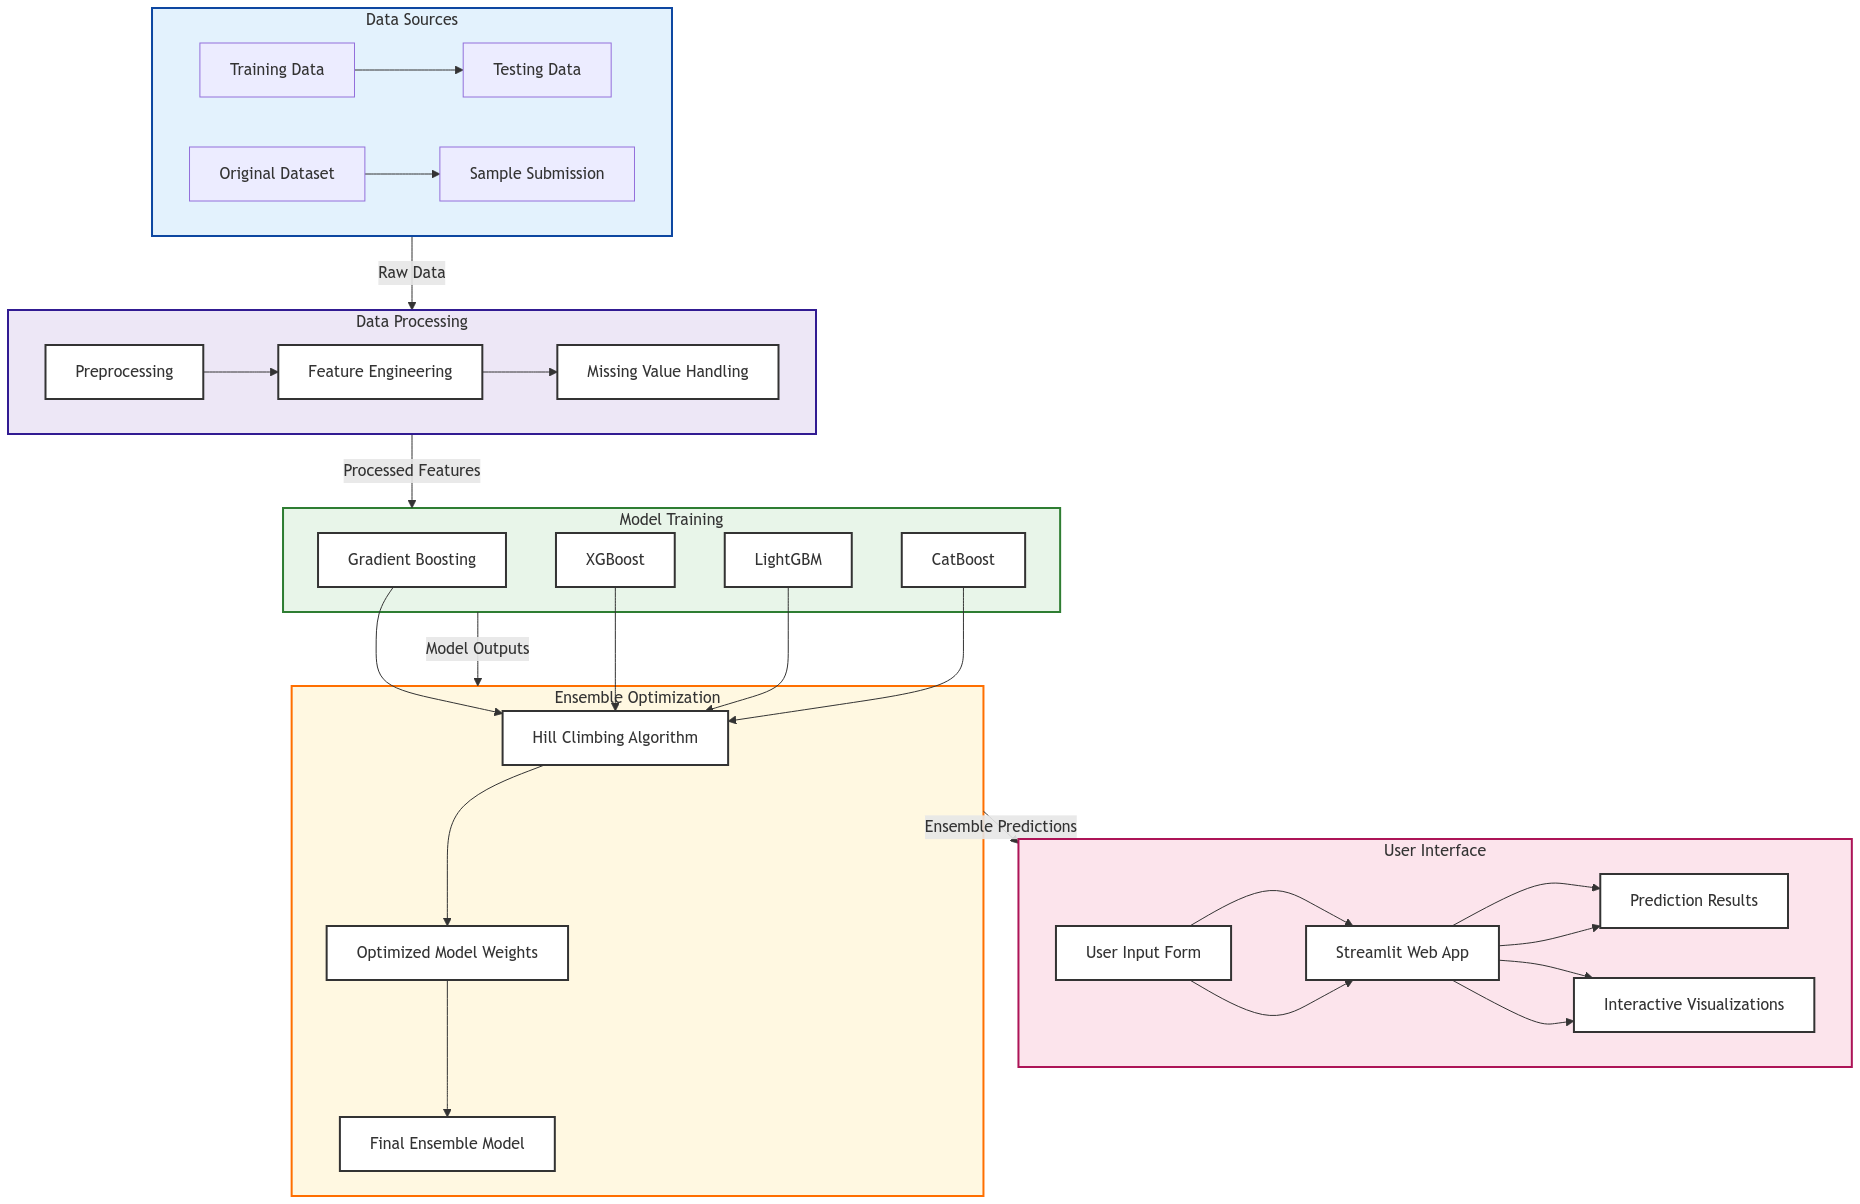 Data Sources
Training Data
Testing Data
Original Dataset
Sample Submission
Raw Data
Data Processing
Preprocessing
Feature Engineering
Missing Value Handling
Processed Features
Model Training
Gradient Boosting
XGBoost
LightGBM
CatBoost
Model Outputs
Ensemble Optimization
Hill Climbing Algorithm
Optimized Model Weights
Final Ensemble Model
Ensemble Predictions
User Interface
User Input Form
Streamlit Web App
Prediction Results
Interactive Visualizations